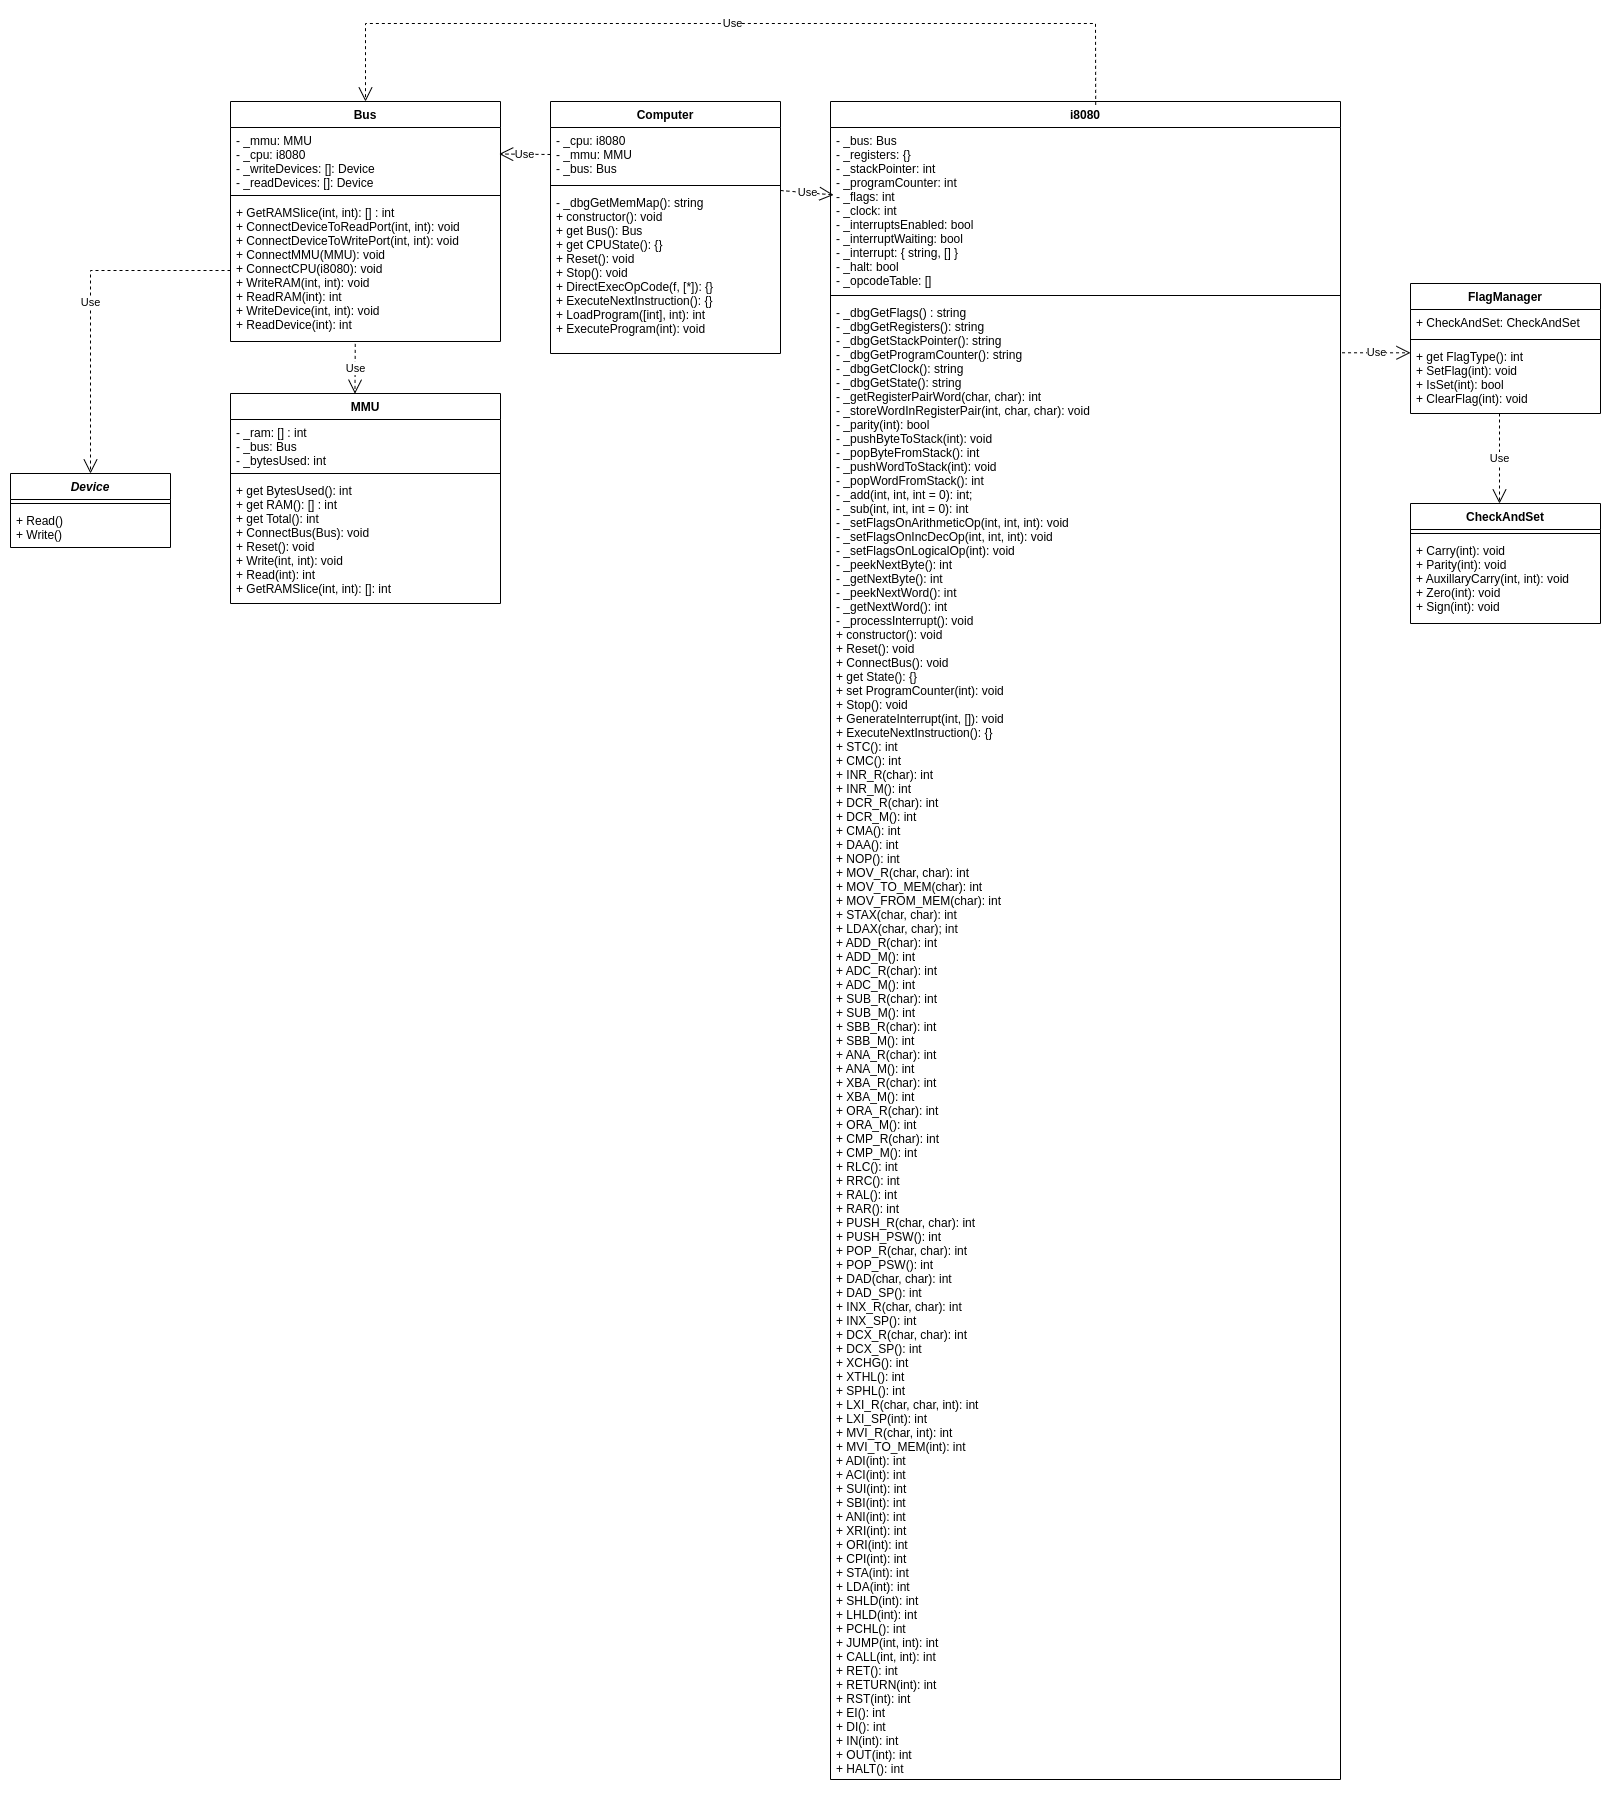 Use
Bus
- _mmu: MMU
- _cpu: i8080
- _writeDevices: []: Device
- _readDevices: []: Device
+ GetRAMSlice(int, int): [] : int
+ ConnectDeviceToReadPort(int, int): void
+ ConnectDeviceToWritePort(int, int): void
+ ConnectMMU(MMU): void
+ ConnectCPU(i8080): void
+ WriteRAM(int, int): void
+ ReadRAM(int): int
+ WriteDevice(int, int): void
+ ReadDevice(int): int
Use
Computer
- _cpu: i8080
- _mmu: MMU
- _bus: Bus
- _dbgGetMemMap(): string
+ constructor(): void
+ get Bus(): Bus
+ get CPUState(): {}
+ Reset(): void
+ Stop(): void
+ DirectExecOpCode(f, [*]): {}
+ ExecuteNextInstruction(): {}
+ LoadProgram([int], int): int
+ ExecuteProgram(int): void
Use
Use
Use
MMU
- _ram: [] : int
- _bus: Bus
- _bytesUsed: int
+ get BytesUsed(): int
+ get RAM(): [] : int
+ get Total(): int
+ ConnectBus(Bus): void
+ Reset(): void
+ Write(int, int): void
+ Read(int): int
+ GetRAMSlice(int, int): []: int
Device
+ Read()
+ Write()
i8080
- _bus: Bus
- _registers: {}
- _stackPointer: int
- _programCounter: int
- _flags: int
- _clock: int
- _interruptsEnabled: bool
- _interruptWaiting: bool
- _interrupt: { string, [] }
- _halt: bool
- _opcodeTable: []
- _dbgGetFlags() : string
- _dbgGetRegisters(): string
- _dbgGetStackPointer(): string
- _dbgGetProgramCounter(): string
- _dbgGetClock(): string
- _dbgGetState(): string
- _getRegisterPairWord(char, char): int
- _storeWordInRegisterPair(int, char, char): void
- _parity(int): bool
- _pushByteToStack(int): void
- _popByteFromStack(): int
- _pushWordToStack(int): void
- _popWordFromStack(): int
- _add(int, int, int = 0): int;
- _sub(int, int, int = 0): int
- _setFlagsOnArithmeticOp(int, int, int): void
- _setFlagsOnIncDecOp(int, int, int): void
- _setFlagsOnLogicalOp(int): void
- _peekNextByte(): int
- _getNextByte(): int
- _peekNextWord(): int
- _getNextWord(): int
- _processInterrupt(): void
+ constructor(): void
+ Reset(): void
+ ConnectBus(): void
+ get State(): {}
+ set ProgramCounter(int): void
+ Stop(): void
+ GenerateInterrupt(int, []): void
+ ExecuteNextInstruction(): {}
+ STC(): int
+ CMC(): int
+ INR_R(char): int
+ INR_M(): int
+ DCR_R(char): int
+ DCR_M(): int
+ CMA(): int
+ DAA(): int
+ NOP(): int
+ MOV_R(char, char): int
+ MOV_TO_MEM(char): int
+ MOV_FROM_MEM(char): int
+ STAX(char, char): int
+ LDAX(char, char); int
+ ADD_R(char): int
+ ADD_M(): int
+ ADC_R(char): int
+ ADC_M(): int
+ SUB_R(char): int
+ SUB_M(): int
+ SBB_R(char): int
+ SBB_M(): int
+ ANA_R(char): int
+ ANA_M(): int
+ XBA_R(char): int
+ XBA_M(): int
+ ORA_R(char): int
+ ORA_M(): int
+ CMP_R(char): int
+ CMP_M(): int
+ RLC(): int
+ RRC(): int
+ RAL(): int
+ RAR(): int
+ PUSH_R(char, char): int
+ PUSH_PSW(): int
+ POP_R(char, char): int
+ POP_PSW(): int
+ DAD(char, char): int
+ DAD_SP(): int
+ INX_R(char, char): int
+ INX_SP(): int
+ DCX_R(char, char): int
+ DCX_SP(): int
+ XCHG(): int
+ XTHL(): int
+ SPHL(): int
+ LXI_R(char, char, int): int
+ LXI_SP(int): int
+ MVI_R(char, int): int
+ MVI_TO_MEM(int): int
+ ADI(int): int
+ ACI(int): int
+ SUI(int): int
+ SBI(int): int
+ ANI(int): int
+ XRI(int): int
+ ORI(int): int
+ CPI(int): int
+ STA(int): int
+ LDA(int): int
+ SHLD(int): int
+ LHLD(int): int
+ PCHL(): int
+ JUMP(int, int): int
+ CALL(int, int): int
+ RET(): int
+ RETURN(int): int
+ RST(int): int
+ EI(): int
+ DI(): int
+ IN(int): int
+ OUT(int): int
+ HALT(): int
Use
FlagManager
+ CheckAndSet: CheckAndSet
+ get FlagType(): int
+ SetFlag(int): void
+ IsSet(int): bool
+ ClearFlag(int): void
Use
CheckAndSet
+ Carry(int): void
+ Parity(int): void
+ AuxillaryCarry(int, int): void
+ Zero(int): void
+ Sign(int): void